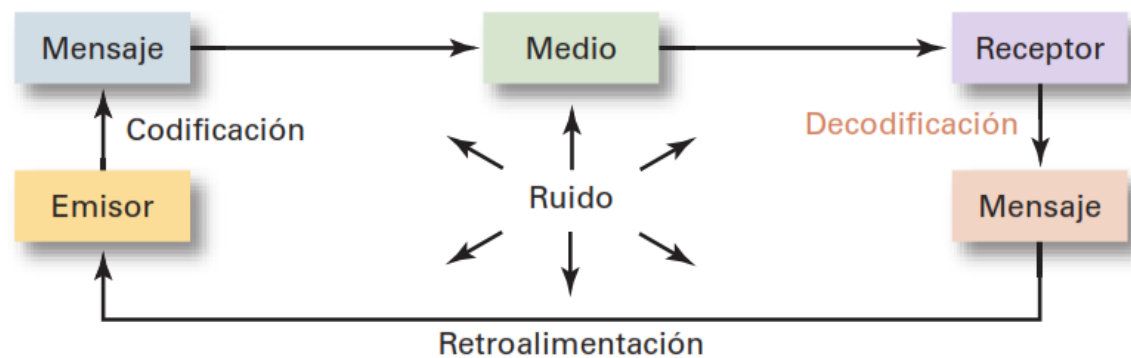 Mensaje
Medio
Receptor
Codificación
Decodificación
Emisor
Ruido
Mensaje
Retroalimentación